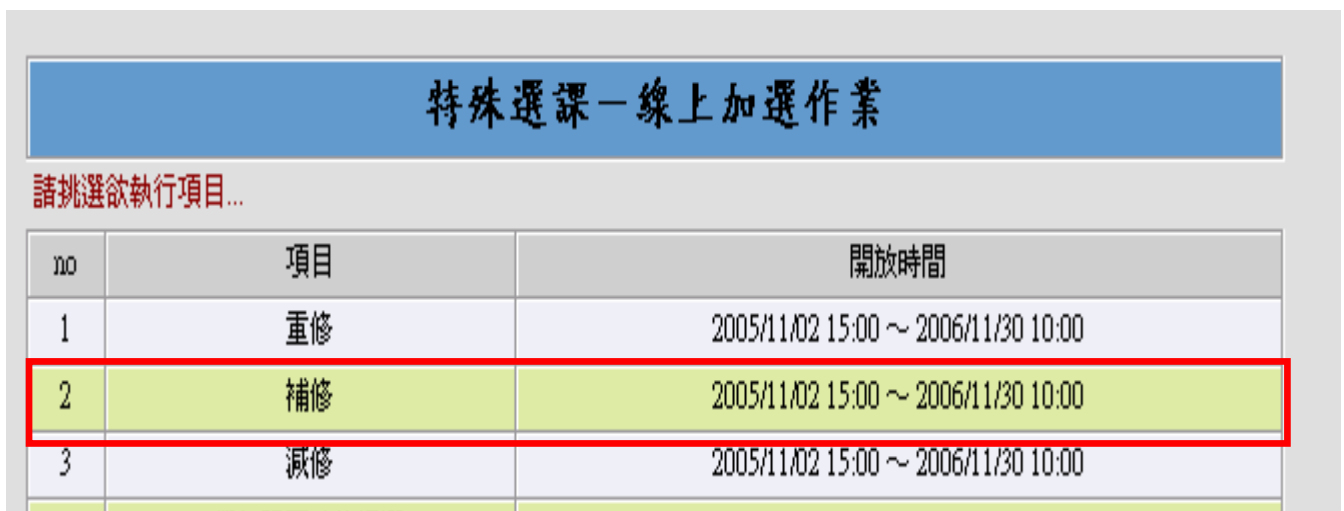 特殊選課－線上加選作業
請挑選欲執行項目...
no 項目 開放時間
1 重修 2005/11/02 15:00 ～ 2006/11/30 10:00
2 補修 2005/11/02 15:00 ～ 2006/11/30 10:00
3 減修 2005/11/02 15:00 ～ 2006/11/30 10:00